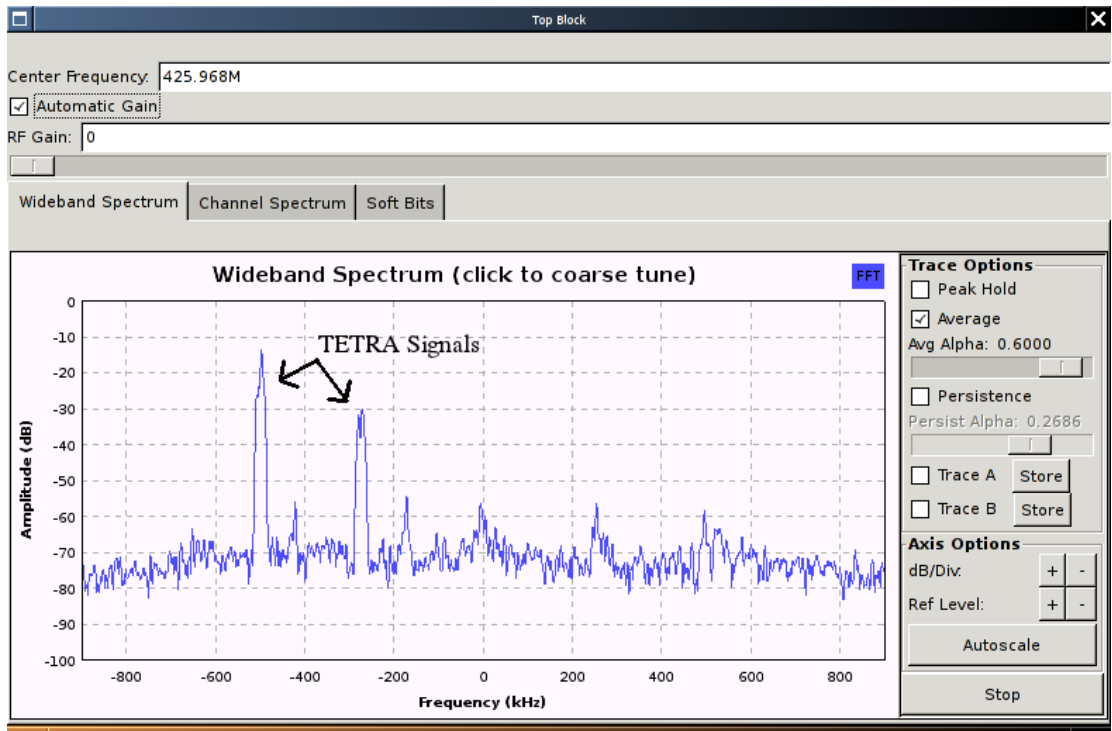 Top Block
Center Frequency: 425.968M
Automatic Gain
RF Gain: 0
Wideband Spectrum Channel Spectrum Soft Bits
Wideband Spectrum (click to coarse tune)
FFT
TETRA Signals
Amplitude (dB)
0
-10
-20
-30
-40
-50
-60
-70
-80
-90
-100
-800 -600 -400 -200 0 200 400 600 800
Frequency (kHz)
Trace Options
Peak Hold
Average
Avg Alpha: 0.6000
Persistence
Persist Alpha: 0.2686
Trace A Store
Trace B Store
Axis Options
dB/Div: + -
Ref Level: + -
Autoscale
Stop